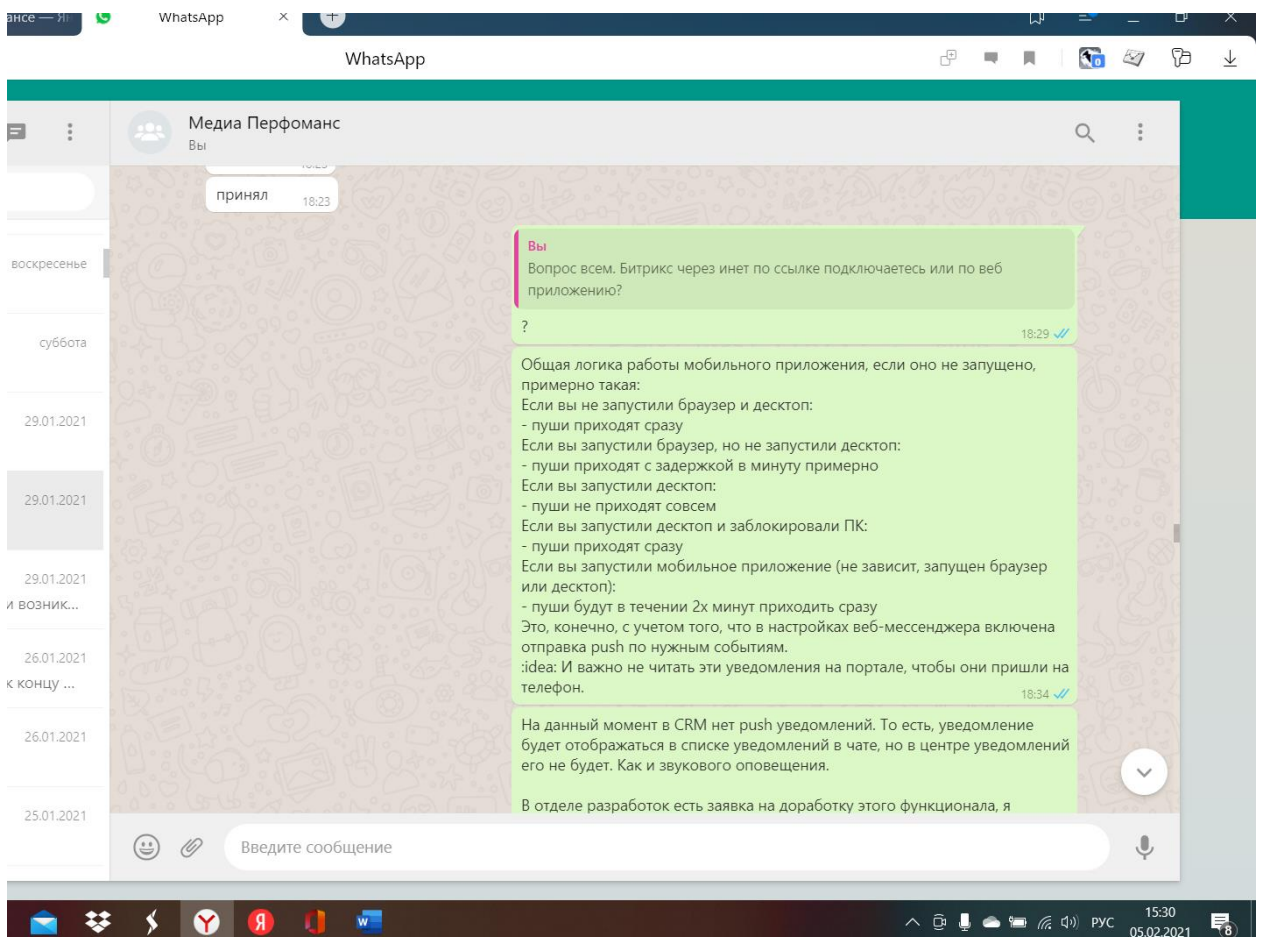 WhatsApp
WhatsApp
Медиа Перфоманс
Вы
принял
18:23
воскресенье
суббота
29.01.2021
29.01.2021
29.01.2021
и возник...
26.01.2021
к концу ...
26.01.2021
25.01.2021
Вы
Вопрос всем. Битрикс через инет по ссылке подключаетесь или по веб
приложению?
?
18:29
Общая логика работы мобильного приложения, если оно не запущено,
примерно такая:
Если вы не запустили браузер и десктоп:
- пуши приходят сразу
Если вы запустили браузер, но не запустили десктоп:
- пуши приходят с задержкой в минуту примерно
Если вы запустили десктоп:
- пуши не приходят совсем
Если вы запустили десктоп и заблокировали ПК:
- пуши приходят сразу
Если вы запустили мобильное приложение (не зависит, запущен браузер
или десктоп):
- пуши будут в течении 2х минут приходить сразу
Это, конечно, с учетом того, что в настройках веб-мессенджера включена
отправка push по нужным событиям.
:idea: И важно не читать эти уведомления на портале, чтобы они пришли на
телефон.
18:34
На данный момент в CRM нет push уведомлений. То есть, уведомление
будет отображаться в списке уведомлений в чате, но в центре уведомлений
его не будет. Как и звукового оповещения.
В отделе разработок есть заявка на доработку этого функционала, я
Введите сообщение
РУС
15:30
05.02.2021
8